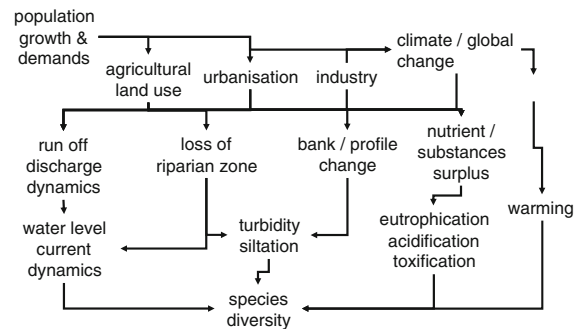 population
growth &
demands
climate / global
change
agricultural
land use
urbanisation
industry
run off
discharge
dynamics
loss of
riparian zone
bank / profile
change
nutrient /
substances
surplus
water level
current
dynamics
turbidity
siltation
eutrophication
acidification
toxification
warming
species
diversity